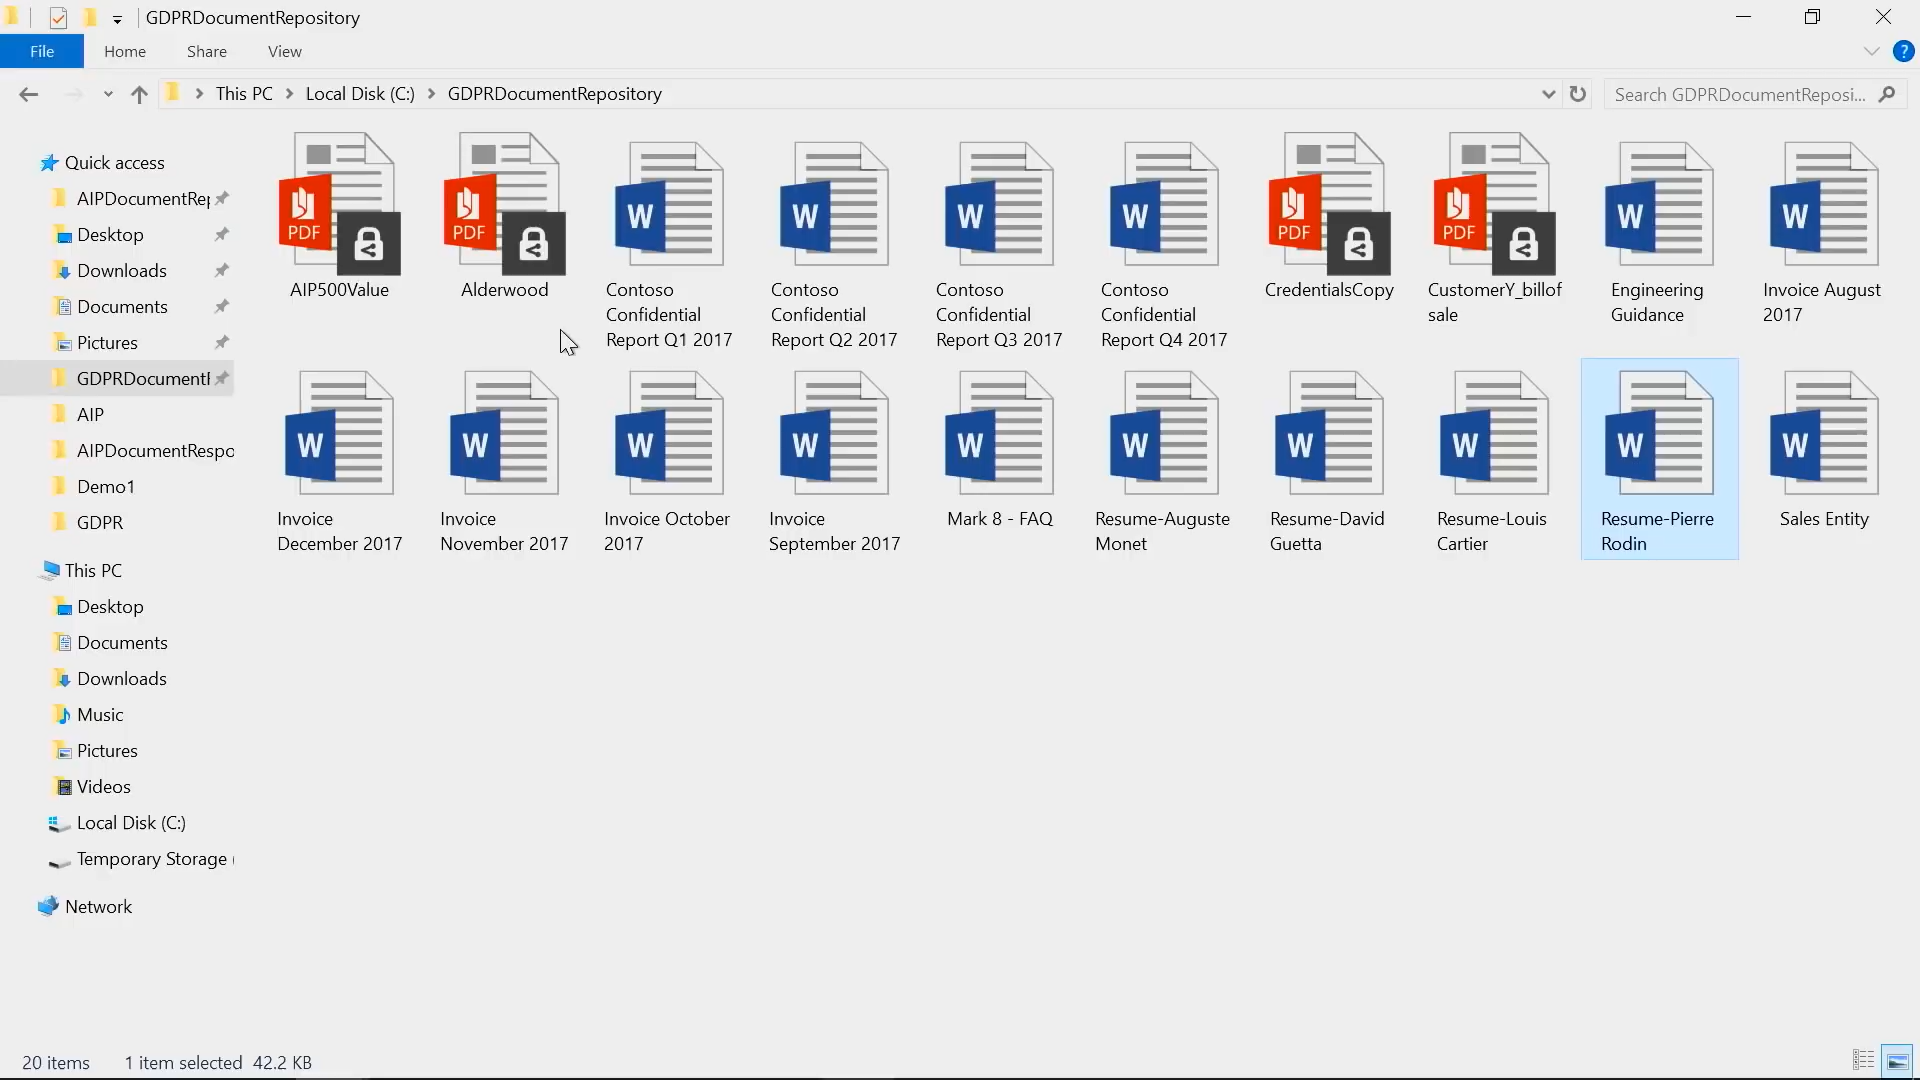 GDPRDocumentRepository
File Home Share View
This PC Local Disk (C:) GDPRDocumentRepository
Search GDPRDocumentReposi...
Quick access
AIPDocumentRep
Desktop
Downloads
Documents
Pictures
GDPRDocumentF
AIP
AIPDocumentRespo
Demo1
GDPR
This PC
Desktop
Documents
Downloads
Music
Pictures
Videos
Local Disk (C:)
Temporary Storage (
Network
PDF
AIP500Value
PDF
Alderwood
W
Contoso
Confidential
Report Q1 2017
W
Contoso
Confidential
Report Q2 2017
W
Contoso
Confidential
Report Q3 2017
W
Contoso
Confidential
Report Q4 2017
PDF
CredentialsCopy
PDF
CustomerY_billof
sale
W
Engineering
Guidance
W
Invoice August
2017
W
Invoice
December 2017
W
Invoice
November 2017
W
Invoice October
2017
W
Invoice
September 2017
W
Mark 8 - FAQ
W
Resume-Auguste
Monet
W
Resume-David
Guetta
W
Resume-Louis
Cartier
W
Resume-Pierre
Rodin
W
Sales Entity
20 items 1 item selected 42.2 KB